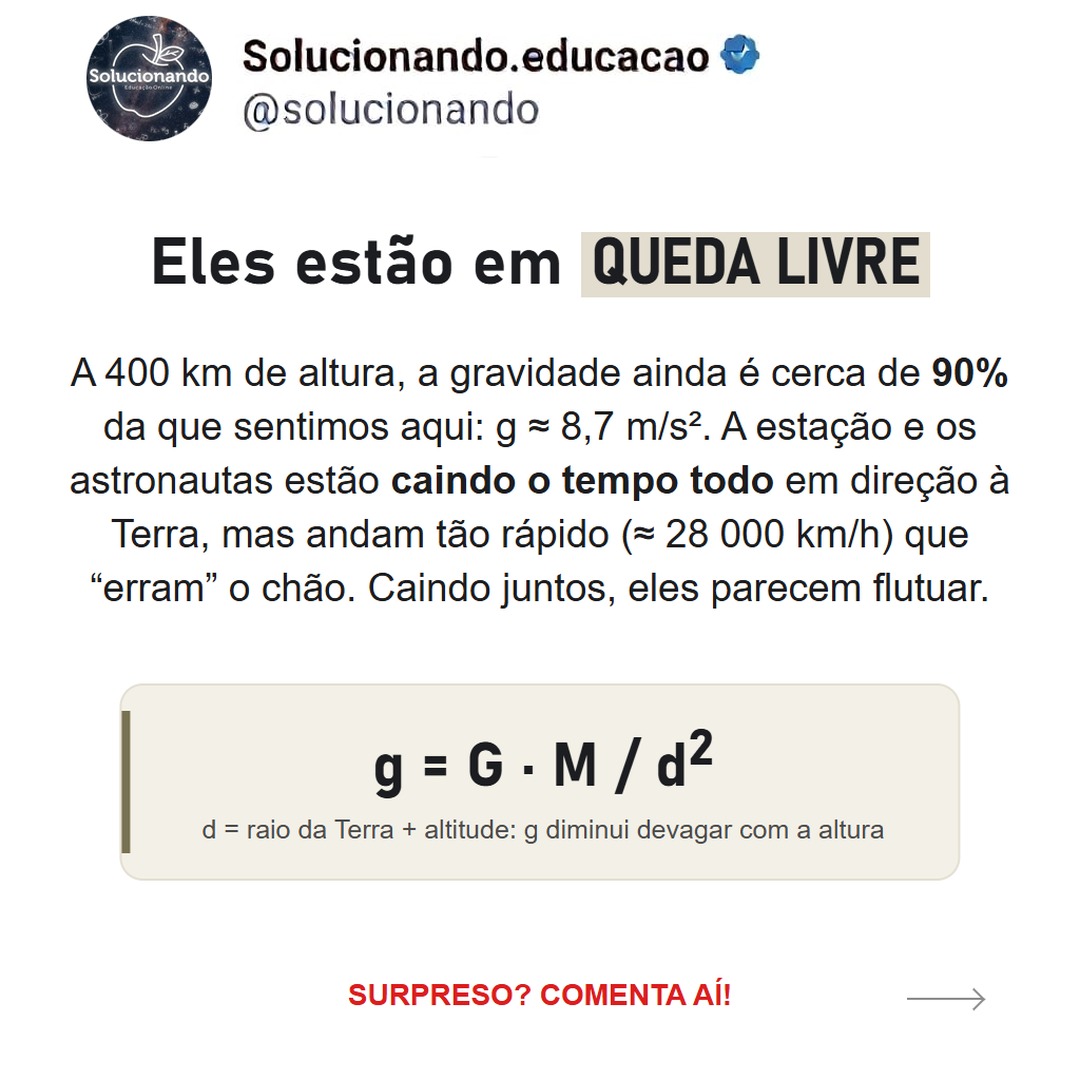 Solucionando
Educação Online
Solucionando.educacao
@solucionando
Eles estão em QUEDA LIVRE
A 400 km de altura, a gravidade ainda é cerca de 90%
da que sentimos aqui: g ≈ 8,7 m/s². A estação e os
astronautas estão caindo o tempo todo em direção à
Terra, mas andam tão rápido (≈ 28 000 km/h) que
“erram” o chão. Caindo juntos, eles parecem flutuar.
g = G · M / d²
d = raio da Terra + altitude: g diminui devagar com a altura
SURPRESO? COMENTA AÍ!